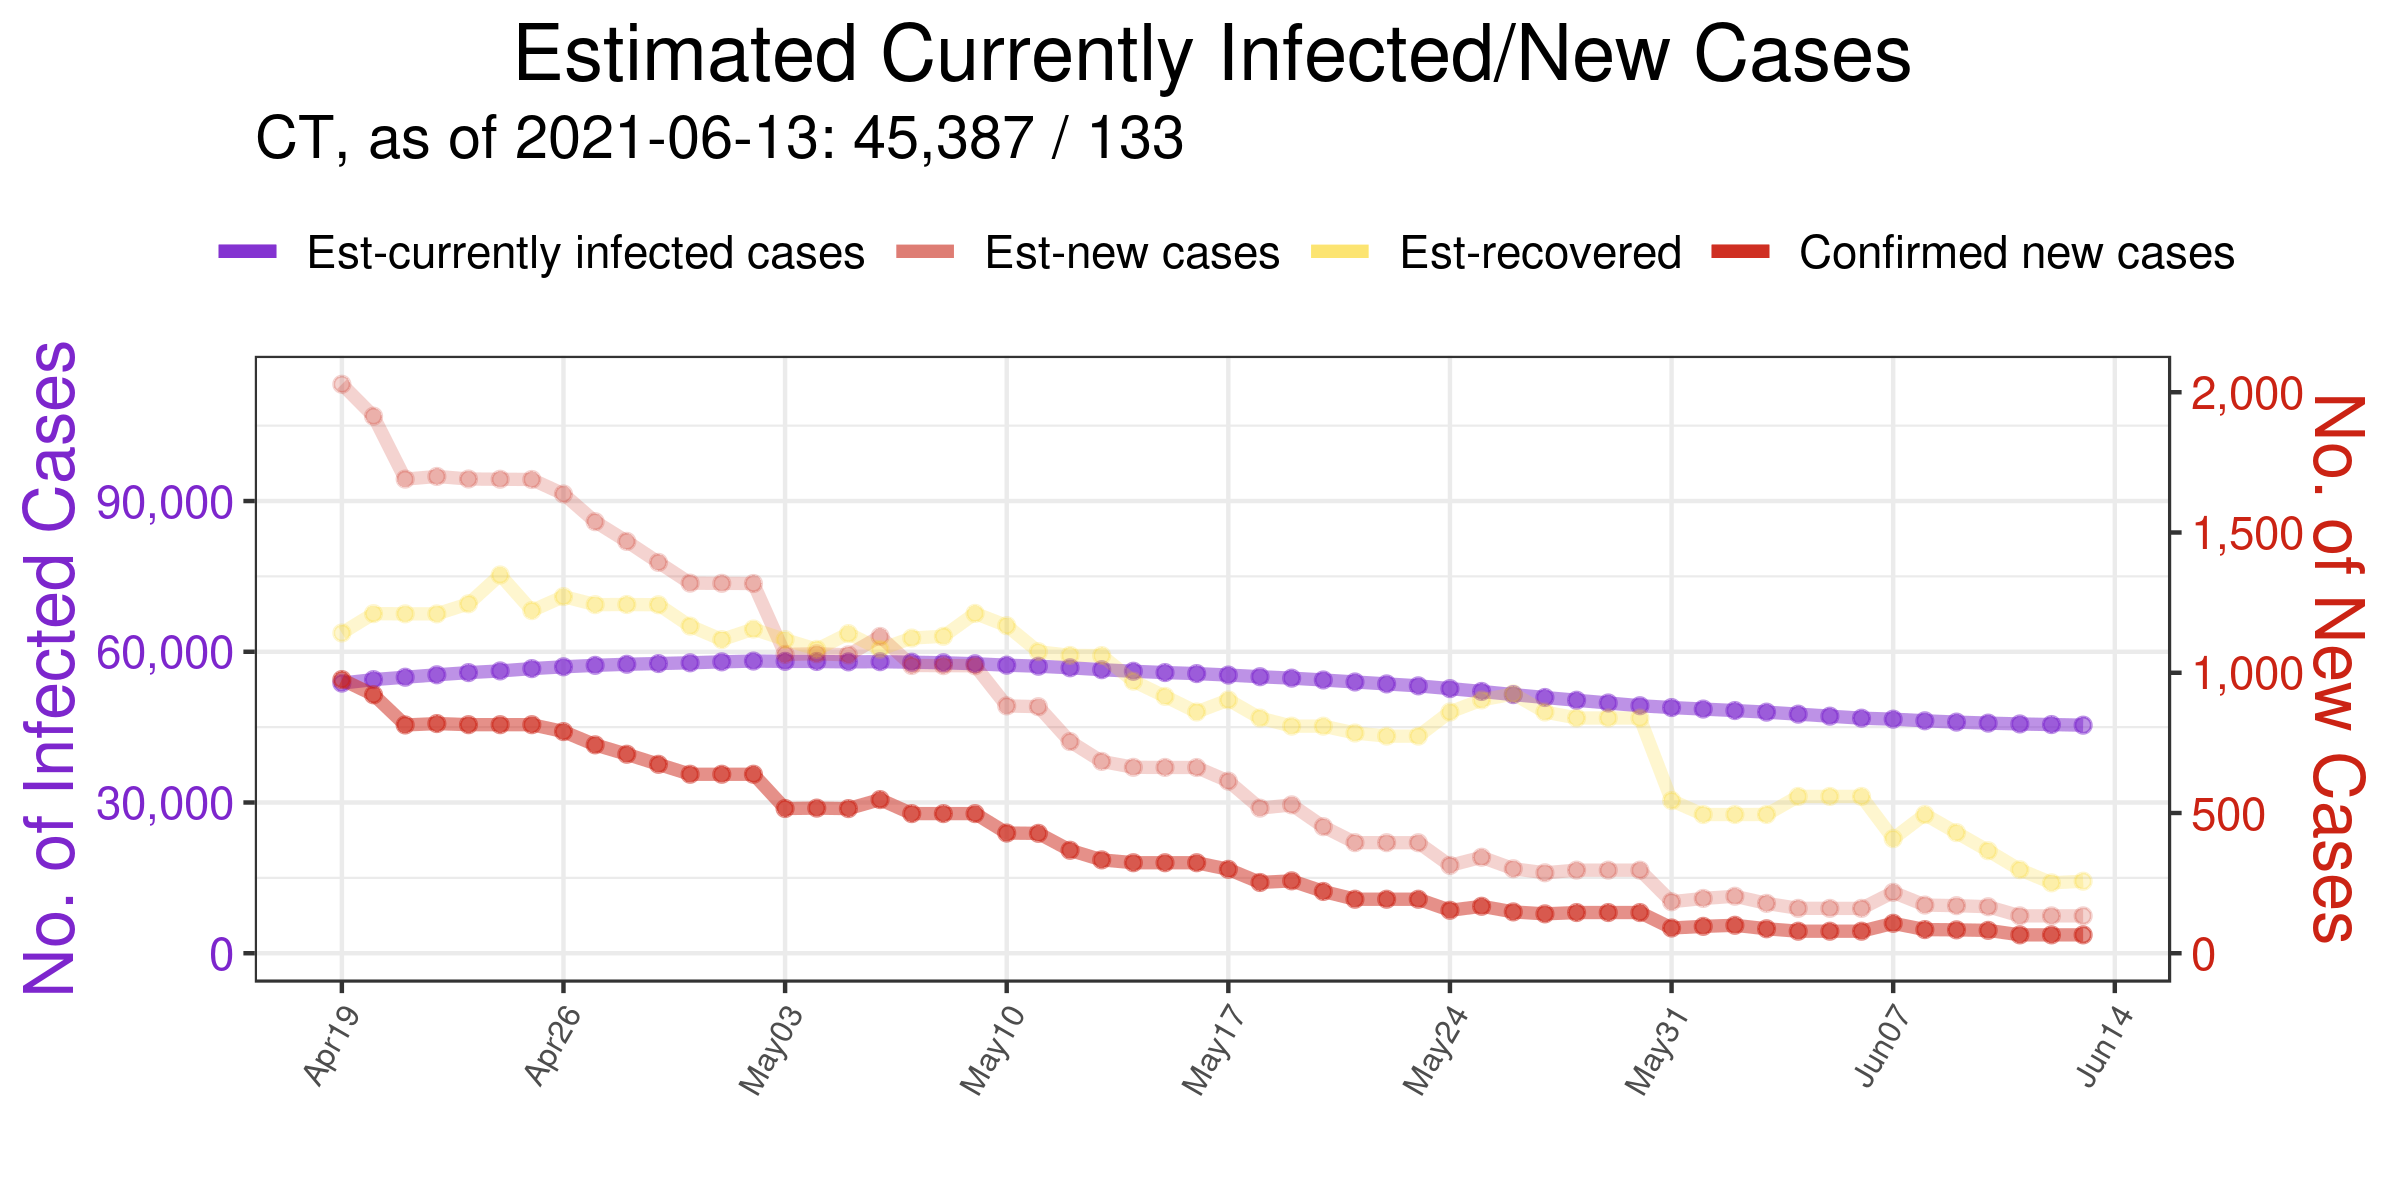 Estimated Currently Infected/New Cases
CT, as of 2021-06-13: 45,387 / 133
Est-currently infected cases Est-new cases Est-recovered Confirmed new cases
No. of Infected Cases
90,000
60,000
30,000
0
2,000
1,500
1,000
500
0
No. of New Cases
Apr19 Apr26 May03 May10 May17 May24 May31 Jun07 Jun14